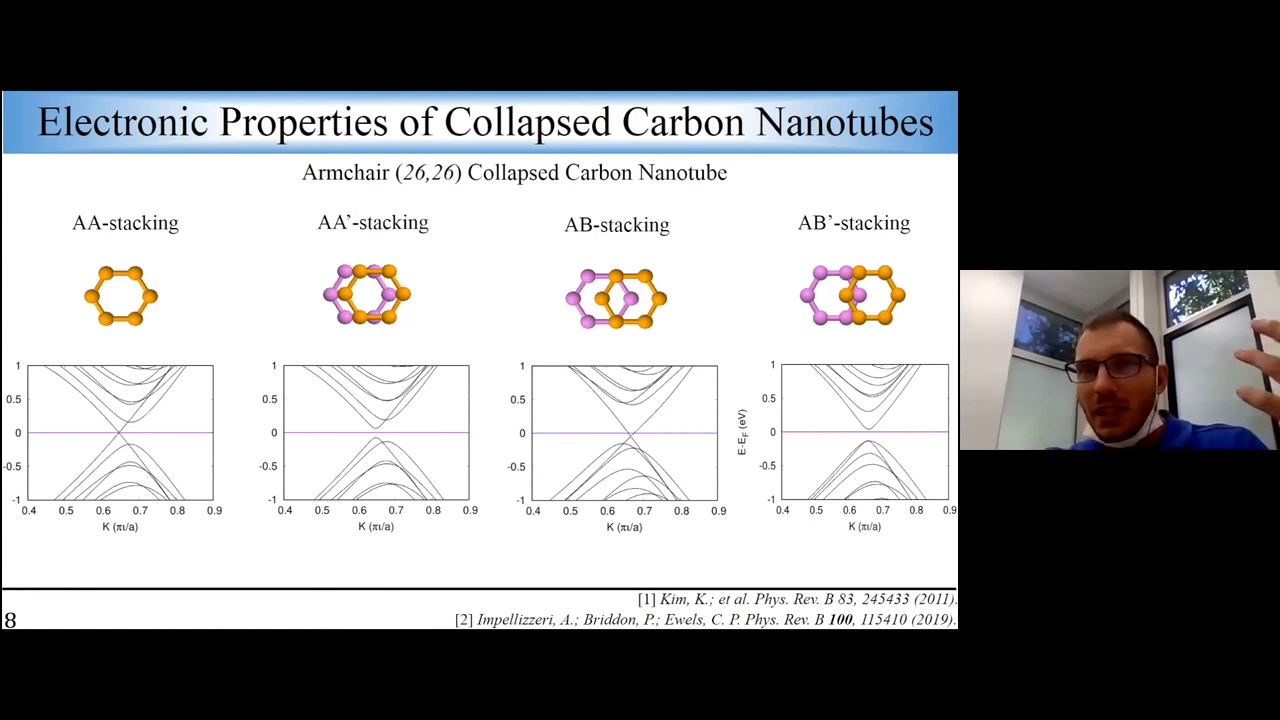 Electronic Properties of Collapsed Carbon Nanotubes
Armchair (26,26) Collapsed Carbon Nanotube
AA-stacking
AA’-stacking
AB-stacking
AB’-stacking
1
0.5
0
-0.5
-1
0.4 0.5 0.6 0.7 0.8 0.9
K (πι/a)
1
0.5
0
-0.5
-1
0.4 0.5 0.6 0.7 0.8 0.9
K (πι/a)
1
0.5
0
-0.5
-1
0.4 0.5 0.6 0.7 0.8 0.9
K (πι/a)
E-E_F (eV)
1
0.5
0
-0.5
-1
0.4 0.5 0.6 0.7 0.8 0.9
K (πι/a)
[1] Kim, K.; et al. Phys. Rev. B 83, 245433 (2011).
8
[2] Impellizzeri, A.; Briddon, P.; Ewels, C. P. Phys. Rev. B 100, 115410 (2019).